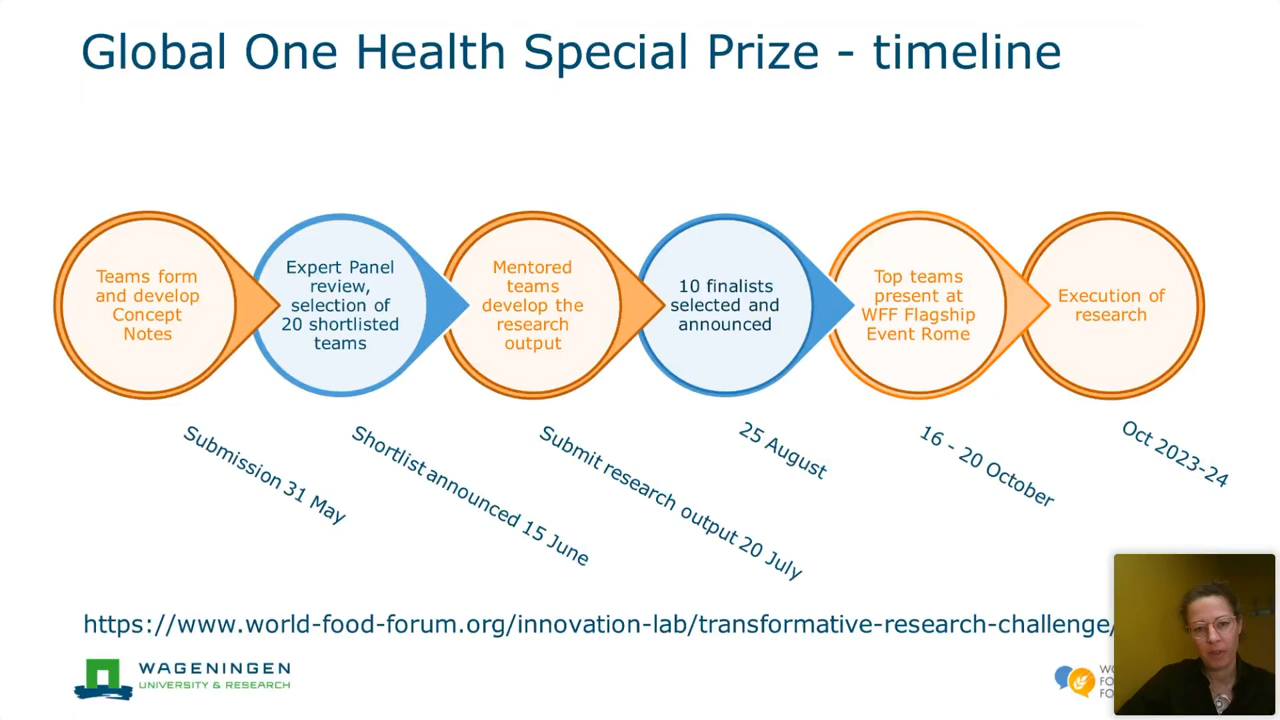 Global One Health Special Prize - timeline
Teams form
and develop
Concept
Notes
Expert Panel
review,
selection of
20 shortlisted
teams
Mentored
teams
develop the
research
output
10 finalists
selected and
announced
Top teams
present at
WFF Flagship
Event Rome
Execution of
research
Submission 31 May
Shortlist announced 15 June
Submit research output 20 July
25 August
16 - 20 October
Oct 2023-24
https://www.world-food-forum.org/innovation-lab/transformative-research-challenge/
WAGENINGEN
UNIVERSITY & RESEARCH